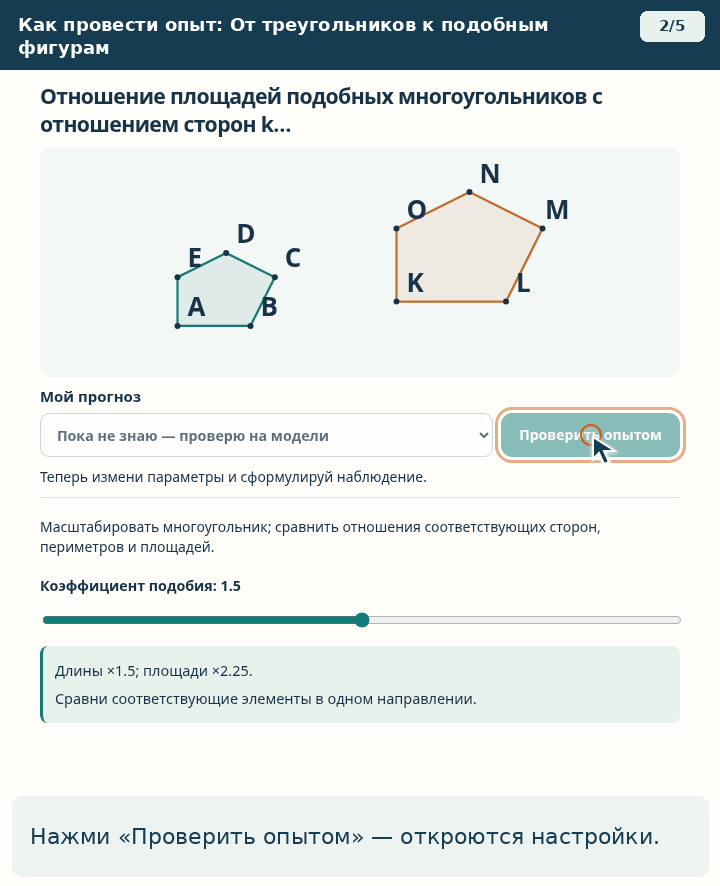 Как провести опыт: От треугольников к подобным
фигурам
2/5
Отношение площадей подобных многоугольников с
отношением сторон k...
N
O
M
D
E
C
K
L
A
B
Мой прогноз
Пока не знаю — проверю на модели
Проверить опытом
Теперь измени параметры и сформулируй наблюдение.
Масштабировать многоугольник; сравнить отношения соответствующих сторон,
периметров и площадей.
Коэффициент подобия: 1.5
Длины ×1.5; площади ×2.25.
Сравни соответствующие элементы в одном направлении.
Нажми «Проверить опытом» — откроются настройки.